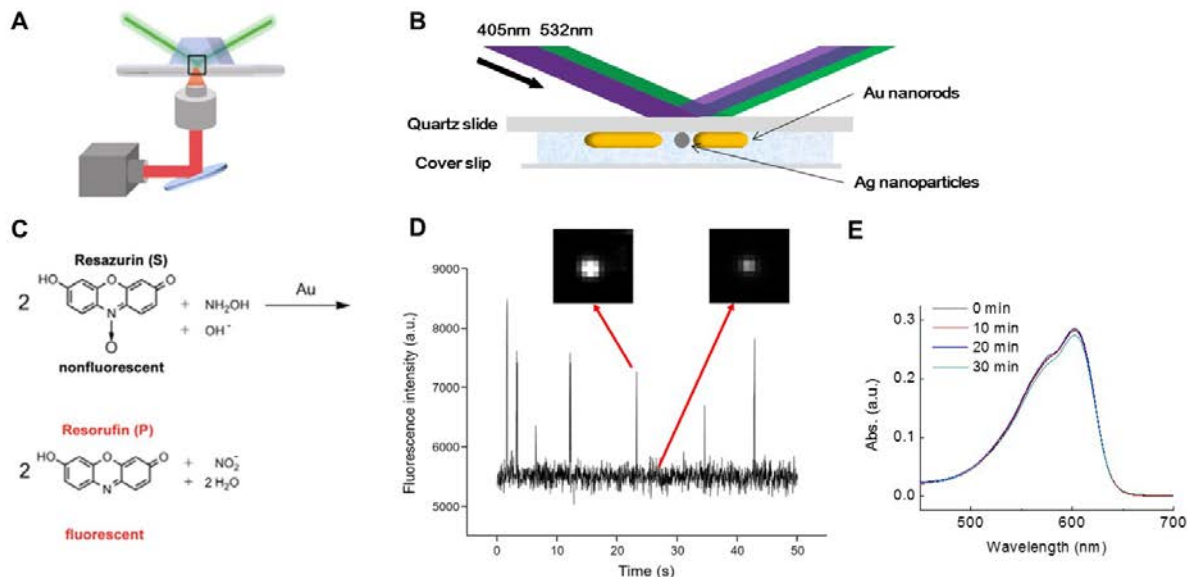 A
B
405nm 532nm
Au nanorods
Quartz slide
Cover slip
Ag nanoparticles
C
Resazurin (S)
HO
O
O
2
N
O
+ NH₂OH
+ OH⁻
Au
nonfluorescent
Resorufin (P)
HO
O
O
2
N
+ NO₂⁻
+ 2 H₂O
fluorescent
D
Fluorescence intensity (a.u.)
9000
8000
7000
6000
5000
0 10 20 30 40 50
Time (s)
E
0 min
10 min
20 min
30 min
Abs. (a.u.)
0.3
0.2
0.1
0.0
500 600 700
Wavelength (nm)